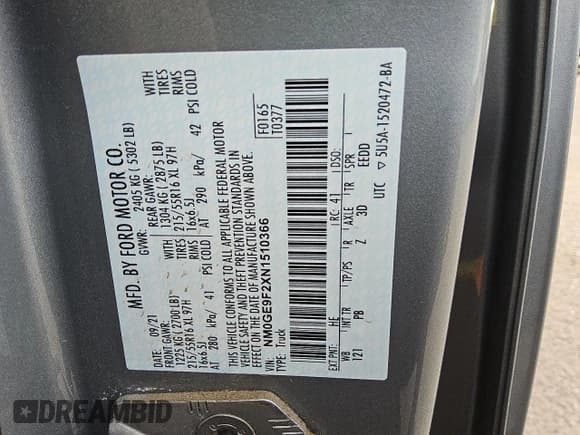 MFD. BY FORD MOTOR CO.
DATE: 09/21 GVWR: 2405 KG ( 5302 LB)
FRONT GAWR: REAR GAWR:
1225 KG ( 2700 LB) 1304 KG ( 2875 LB) WITH
215/55R16 XL 97H 215/55R16 XL 97H TIRES
16x6.5J 16x6.5J RIMS
AT 280 kPa/ 41 PSI COLD AT 290 kPa/ 42 PSI COLD
WITH
TIRES
RIMS
THIS VEHICLE CONFORMS TO ALL APPLICABLE FEDERAL MOTOR
VEHICLE SAFETY AND THEFT PREVENTION STANDARDS IN
EFFECT ON THE DATE OF MANUFACTURE SHOWN ABOVE.
VIN: NM0GE9F2XN1510366
TYPE: Truck
F0165
T0377
EXT PNT: HE RC: 41 DSO:
WB INT TR TP/PS R AXLE TR SPR
121 PB Z 3D EEDD
UTC ▽ 5U5A-1520472-BA
DREAMBID